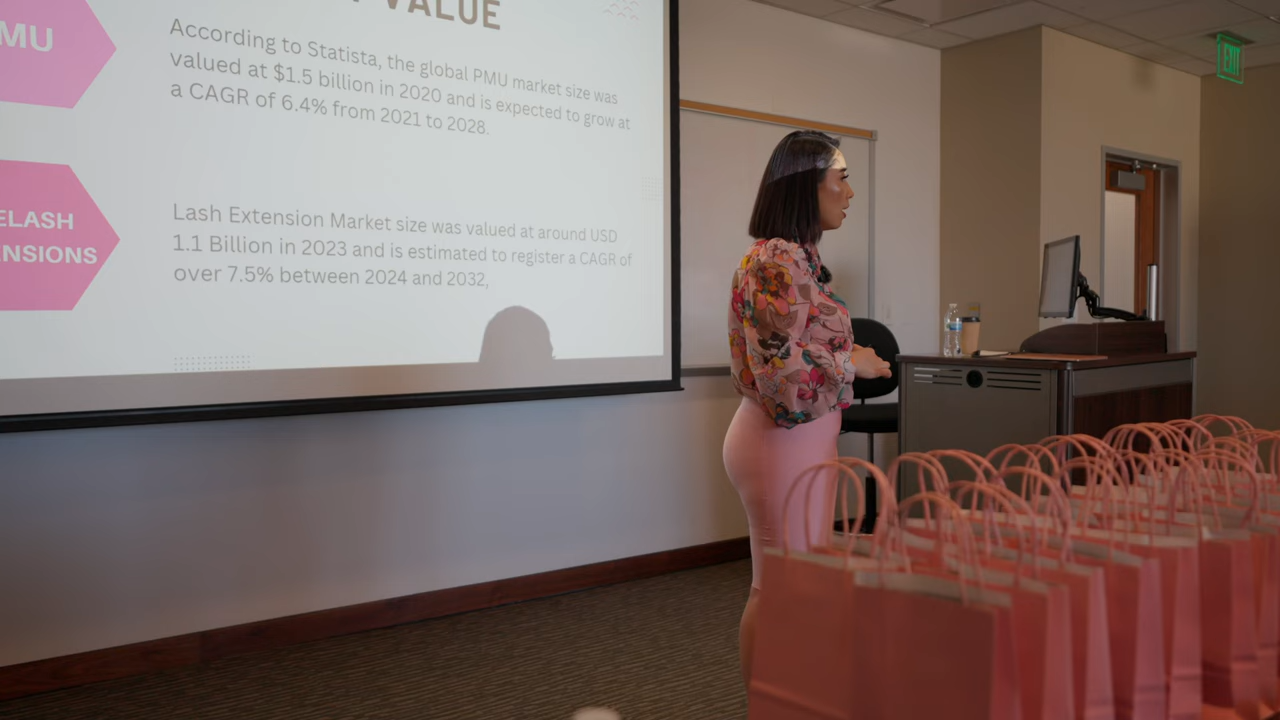 VALUE
MU
According to Statista, the global PMU market size was
valued at $1.5 billion in 2020 and is expected to grow at
a CAGR of 6.4% from 2021 to 2028.
ELASH
NSIONS
Lash Extension Market size was valued at around USD
1.1 Billion in 2023 and is estimated to register a CAGR of
over 7.5% between 2024 and 2032,
EXIT